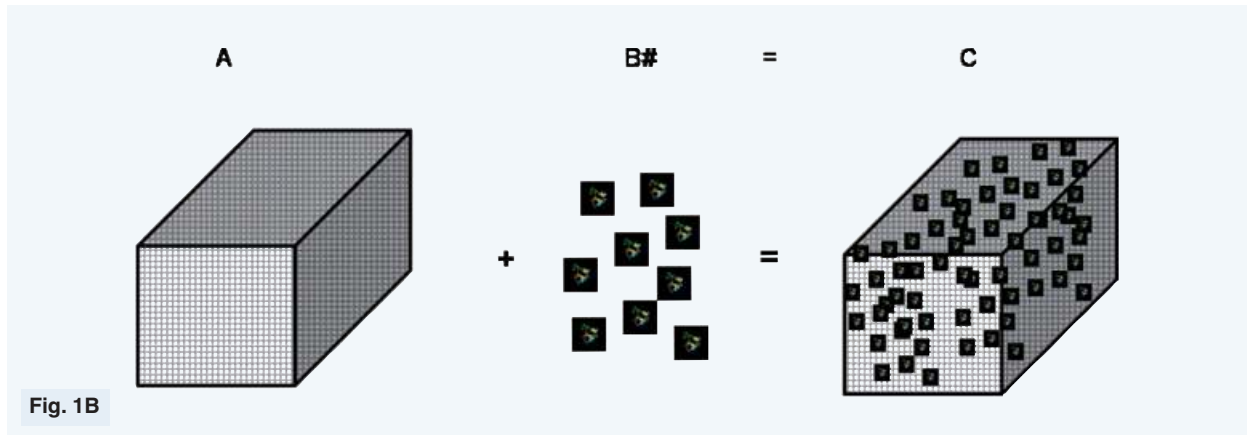 A B# = C
+ =
Fig. 1B